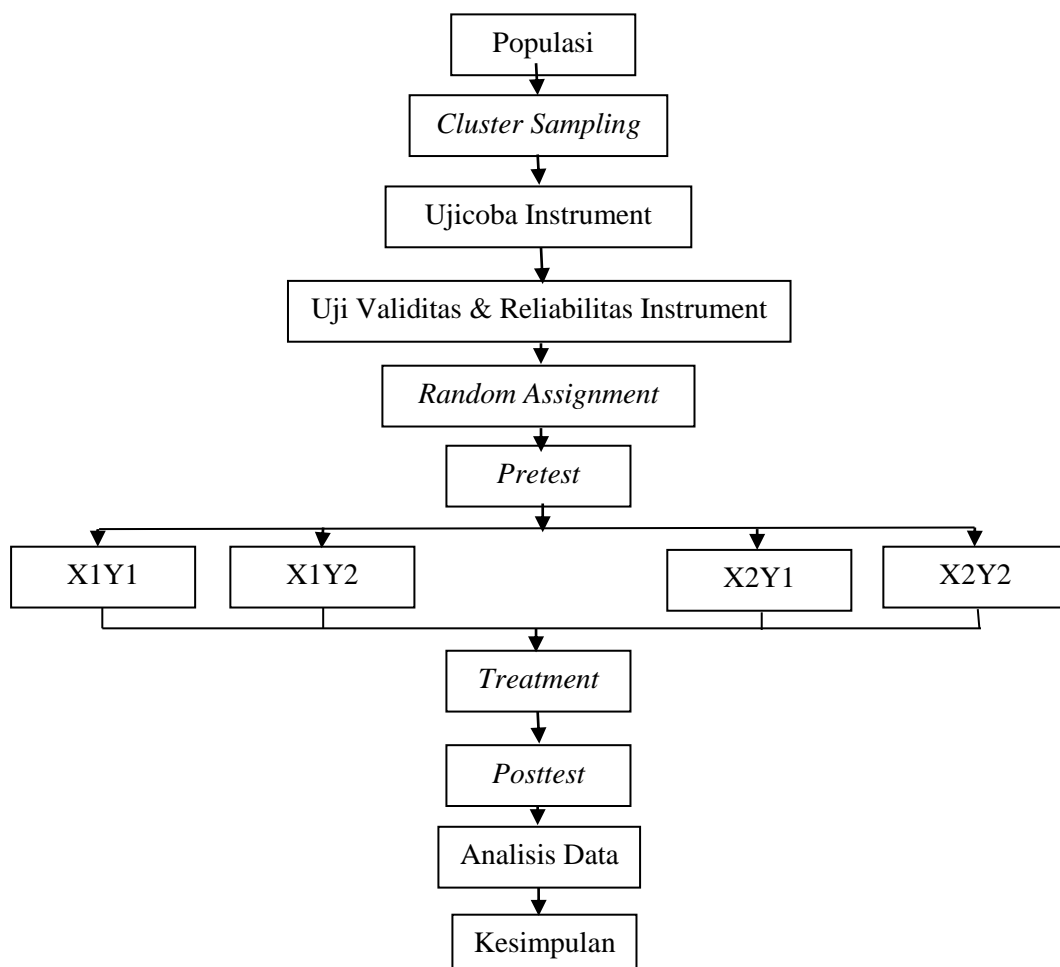 Populasi
Cluster Sampling
Ujicoba Instrument
Uji Validitas & Reliabilitas Instrument
Random Assignment
Pretest
X1Y1
X1Y2
X2Y1
X2Y2
Treatment
Posttest
Analisis Data
Kesimpulan